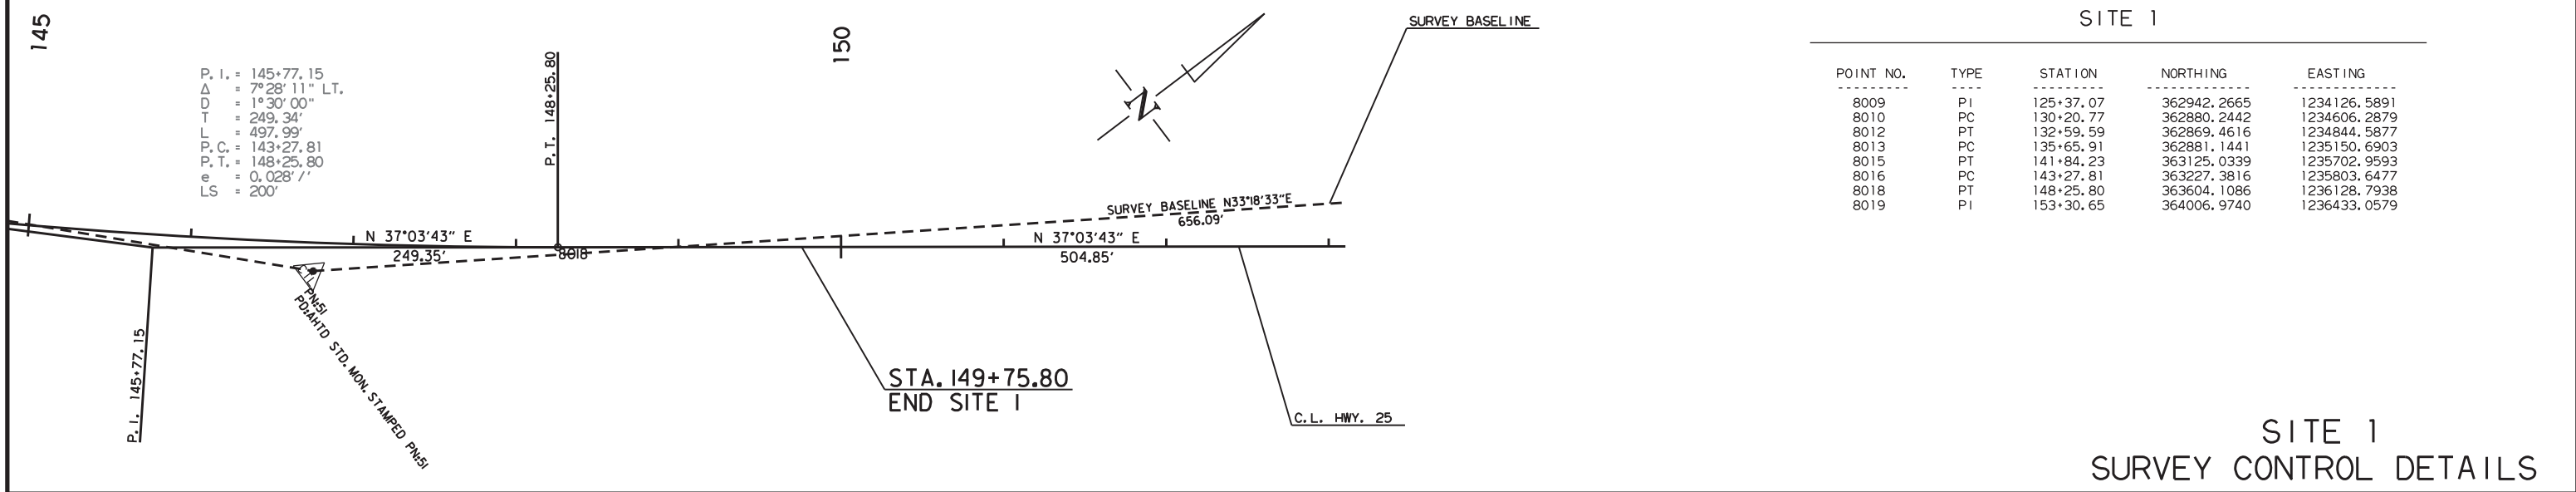 145
P.I. = 145+77.15
Δ = 7°28'11" LT.
D = 1°30'00"
T = 249.34'
L = 497.99'
P.C. = 143+27.81
P.T. = 148+25.80
e = 0.028'/'
LS = 200'
P.T. 148+25.80
150
N
SURVEY BASELINE
SURVEY BASELINE N33°18'33"E
656.09'
N 37°03'43" E
249.35'
8018
N 37°03'43" E
504.85'
PN:51
PD:AHTD STD. MON. STAMPED PN:51
P.I. 145+77.15
STA. 149+75.80
END SITE 1
C.L. HWY. 25
SITE 1
POINT NO. TYPE STATION NORTHING EASTING
--------- ---- --------- ------------- -------------
8009 PI 125+37.07 362942.2665 1234126.5891
8010 PC 130+20.77 362880.2442 1234606.2879
8012 PT 132+59.59 362869.4616 1234844.5877
8013 PC 135+65.91 362881.1441 1235150.6903
8015 PT 141+84.23 363125.0339 1235702.9593
8016 PC 143+27.81 363227.3816 1235803.6477
8018 PT 148+25.80 363604.1086 1236128.7938
8019 PI 153+30.65 364006.9740 1236433.0579
SITE 1
SURVEY CONTROL DETAILS